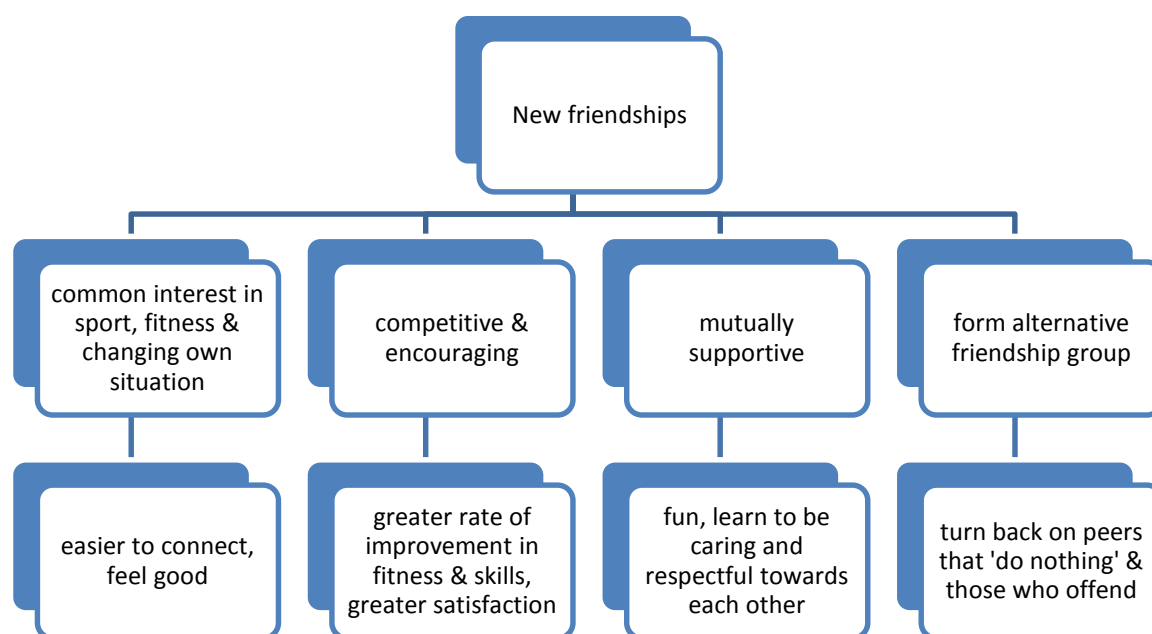 New friendships
common interest in
sport, fitness &
changing own
situation
competitive &
encouraging
mutually
supportive
form alternative
friendship group
easier to connect,
feel good
greater rate of
improvement in
fitness & skills,
greater satisfaction
fun, learn to be
caring and
respectful towards
each other
turn back on peers
that 'do nothing' &
those who offend